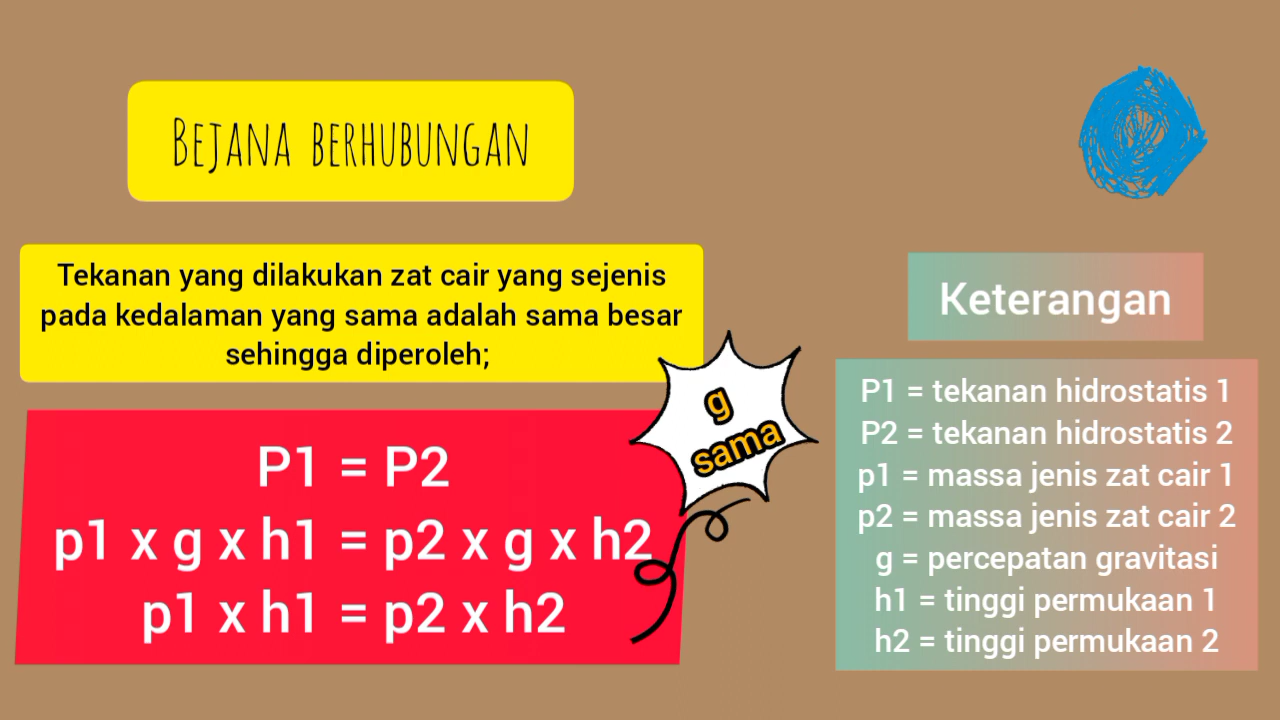 Bejana berhubungan
Tekanan yang dilakukan zat cair yang sejenis
pada kedalaman yang sama adalah sama besar
sehingga diperoleh;
P1 = P2
p1 x g x h1 = p2 x g x h2
p1 x h1 = p2 x h2
g
sama
Keterangan
P1 = tekanan hidrostatis 1
P2 = tekanan hidrostatis 2
p1 = massa jenis zat cair 1
p2 = massa jenis zat cair 2
g = percepatan gravitasi
h1 = tinggi permukaan 1
h2 = tinggi permukaan 2